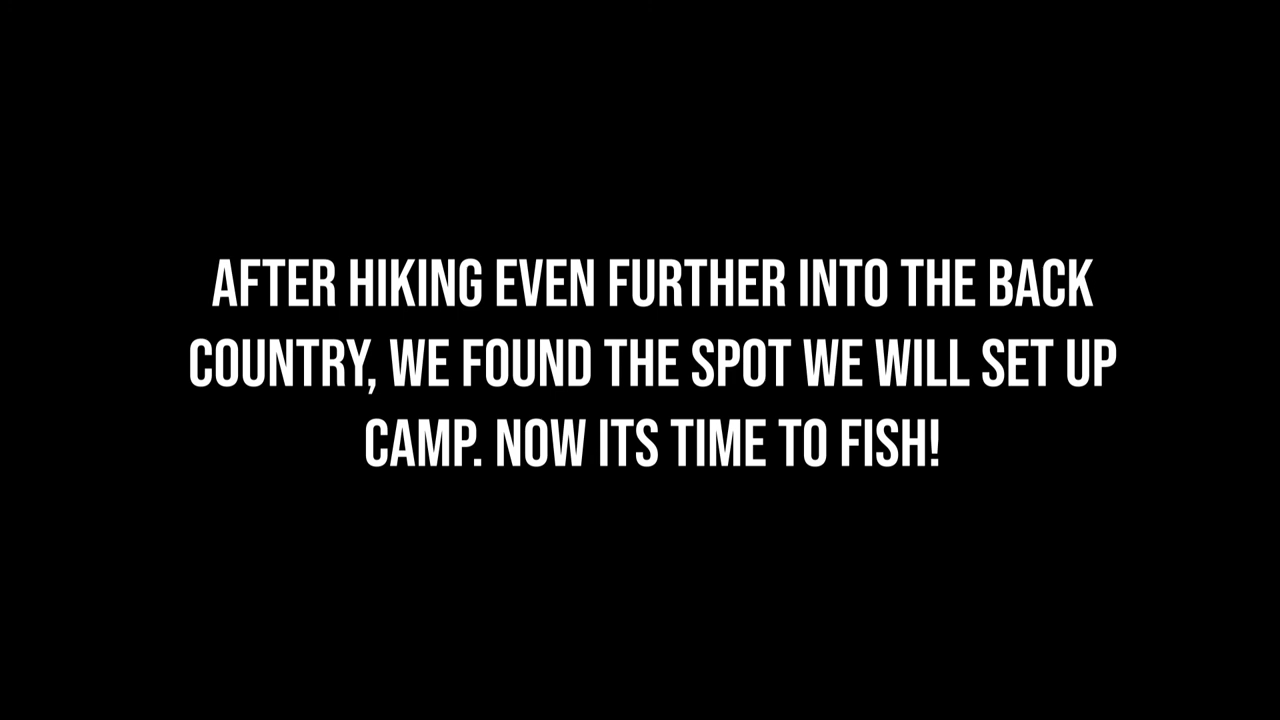 AFTER HIKING EVEN FURTHER INTO THE BACK
COUNTRY, WE FOUND THE SPOT WE WILL SET UP
CAMP. NOW ITS TIME TO FISH!